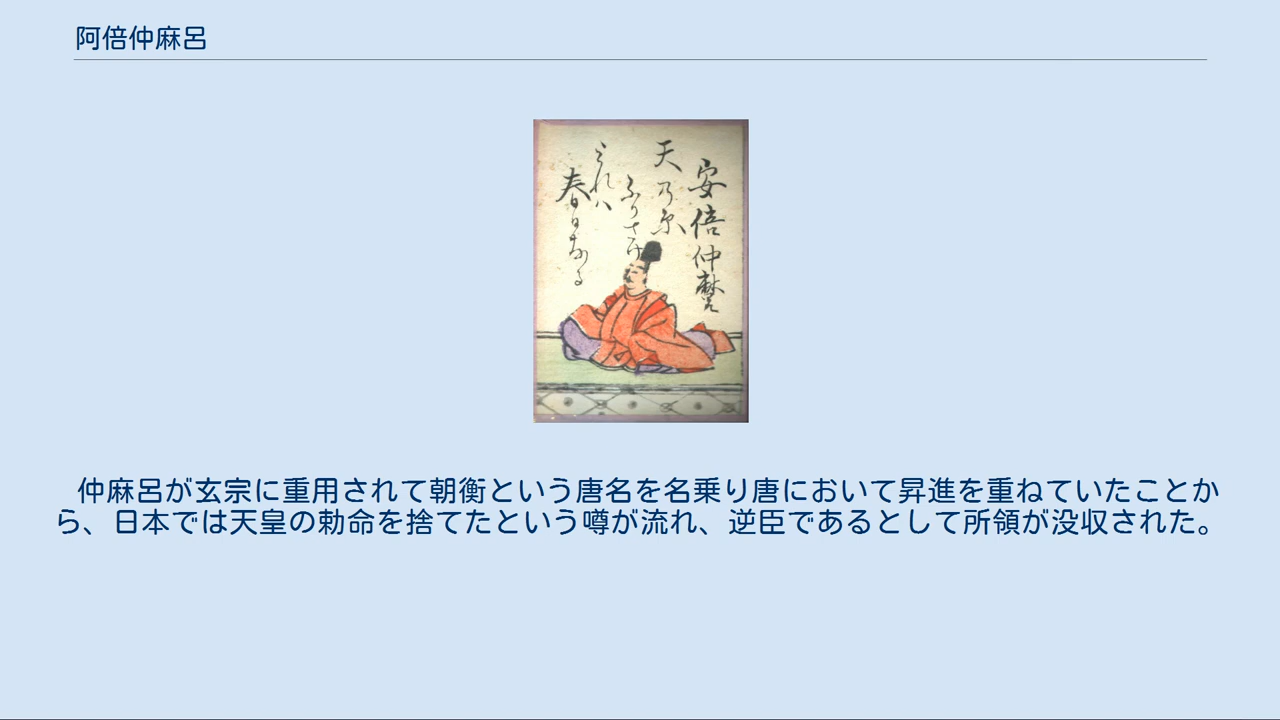 阿倍仲麻呂
安倍仲麿
天乃原
ふりさけ
みれハ
春日なる
仲麻呂が玄宗に重用されて朝衡という唐名を名乗り唐において昇進を重ねていたことか
ら、日本では天皇の勅命を捨てたという噂が流れ、逆臣であるとして所領が没収された。